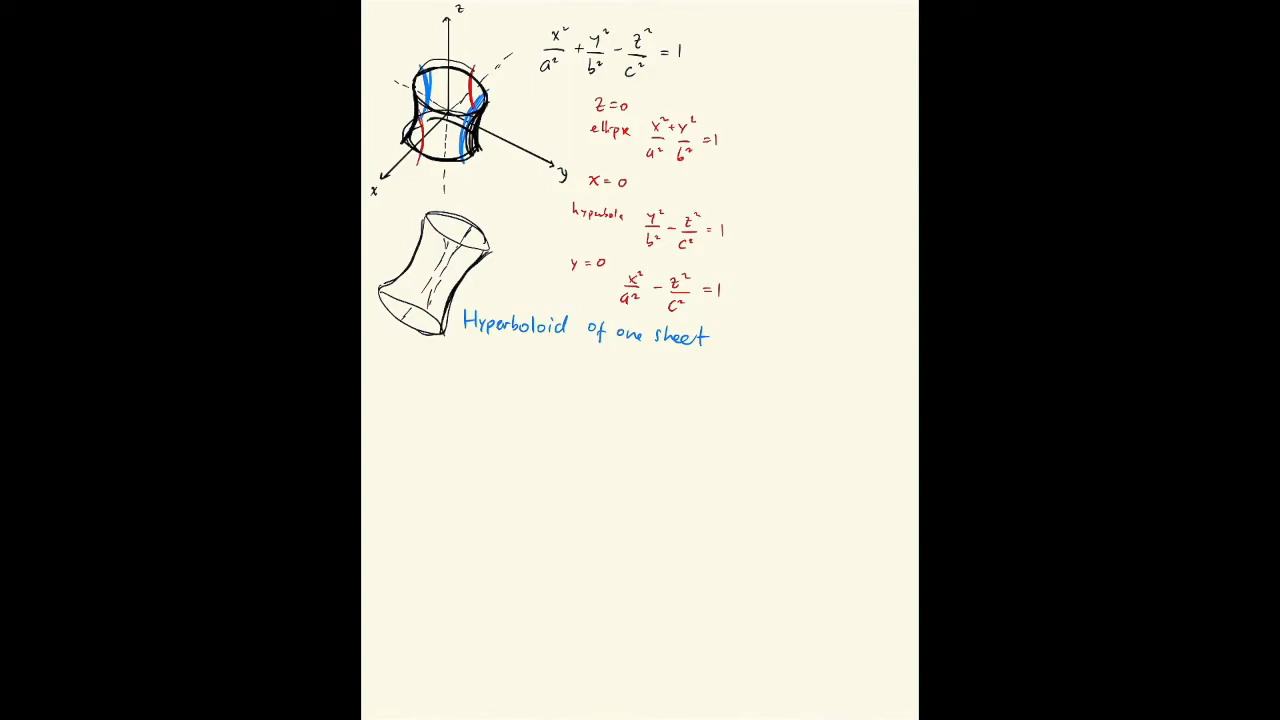 z
x²/a² + y²/b² - z²/c² = 1
z = 0
ellipse x²/a² + y²/b² = 1
y
x
x = 0
hyperbola y²/b² - z²/c² = 1
y = 0
x²/a² - z²/c² = 1
Hyperboloid of one sheet